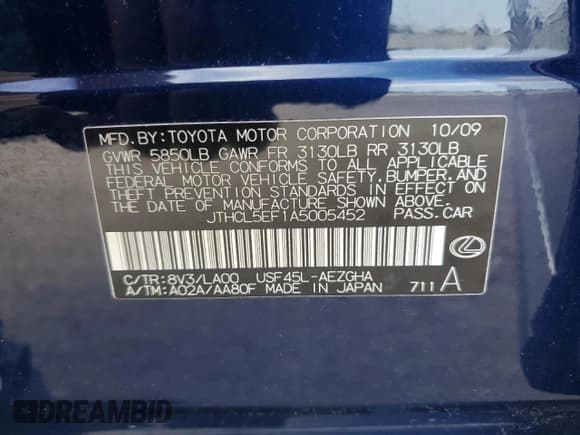 MFD.BY:TOYOTA MOTOR CORPORATION 10/09
GVWR 5850LB GAWR FR 3130LB RR 3130LB
THIS VEHICLE CONFORMS TO ALL APPLICABLE
FEDERAL MOTOR VEHICLE SAFETY,BUMPER,AND
THEFT PREVENTION STANDARDS IN EFFECT ON
THE DATE OF MANUFACTURE SHOWN ABOVE.
JTHCL5EF1A5005452 PASS.CAR
C/TR:8V3/LA00 USF45L-AEZGHA
A/TM:A02A/AA80F MADE IN JAPAN 711 A
DREAMBID